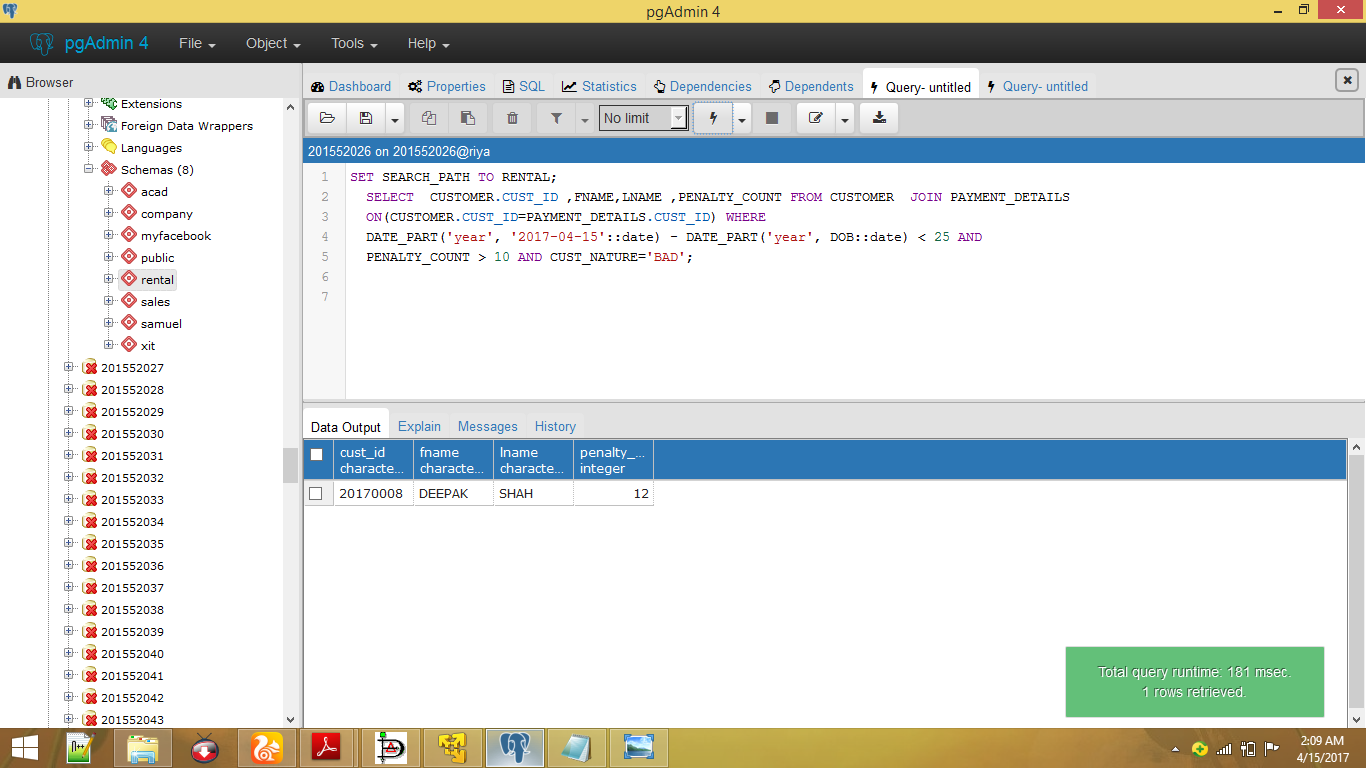 pgAdmin 4
pgAdmin 4 File Object Tools Help
Browser
Extensions
Foreign Data Wrappers
Languages
Schemas (8)
acad
company
myfacebook
public
rental
sales
samuel
xit
201552027
201552028
201552029
201552030
201552031
201552032
201552033
201552034
201552035
201552036
201552037
201552038
201552039
201552040
201552041
201552042
201552043
Dashboard Properties SQL Statistics Dependencies Dependents Query- untitled Query- untitled
No limit
201552026 on 201552026@riya
1 SET SEARCH_PATH TO RENTAL;
2 SELECT CUSTOMER.CUST_ID ,FNAME,LNAME ,PENALTY_COUNT FROM CUSTOMER JOIN PAYMENT_DETAILS
3 ON(CUSTOMER.CUST_ID=PAYMENT_DETAILS.CUST_ID) WHERE
4 DATE_PART('year', '2017-04-15'::date) - DATE_PART('year', DOB::date) < 25 AND
5 PENALTY_COUNT > 10 AND CUST_NATURE='BAD';
6
7
Data Output Explain Messages History
cust_id fname lname penalty_...
characte... characte... characte... integer
20170008 DEEPAK SHAH 12
Total query runtime: 181 msec.
1 rows retrieved.
2:09 AM
4/15/2017